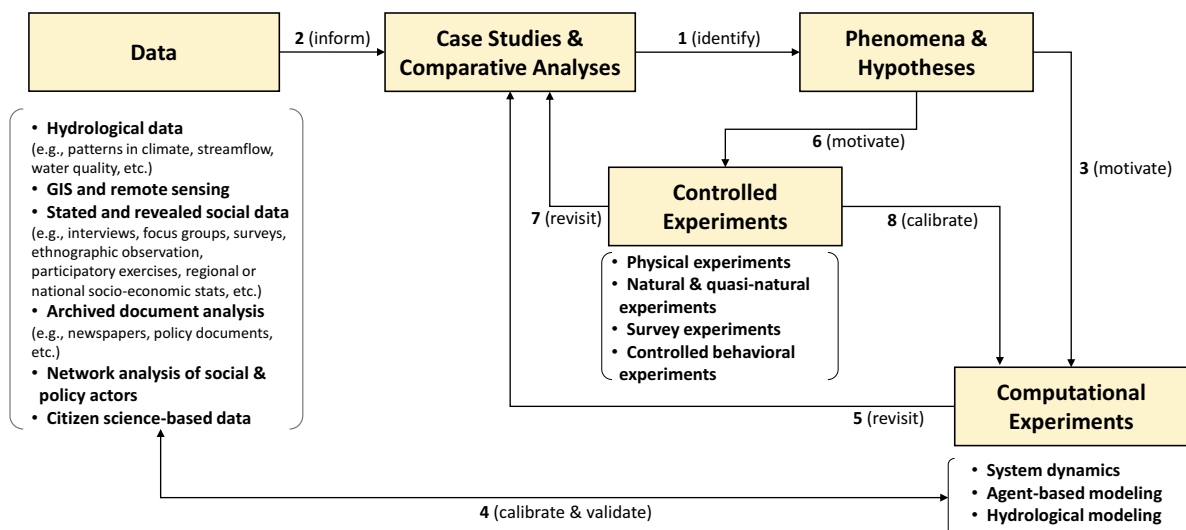 Data
2 (inform)
Case Studies &
Comparative Analyses
1 (identify)
Phenomena &
Hypotheses
• Hydrological data
(e.g., patterns in climate, streamflow,
water quality, etc.)
• GIS and remote sensing
• Stated and revealed social data
(e.g., interviews, focus groups, surveys,
ethnographic observation,
participatory exercises, regional or
national socio-economic stats, etc.)
• Archived document analysis
(e.g., newspapers, policy documents,
etc.)
• Network analysis of social &
policy actors
• Citizen science-based data
6 (motivate)
3 (motivate)
7 (revisit)
Controlled
Experiments
8 (calibrate)
• Physical experiments
• Natural & quasi-natural
experiments
• Survey experiments
• Controlled behavioral
experiments
Computational
Experiments
5 (revisit)
• System dynamics
• Agent-based modeling
• Hydrological modeling
4 (calibrate & validate)